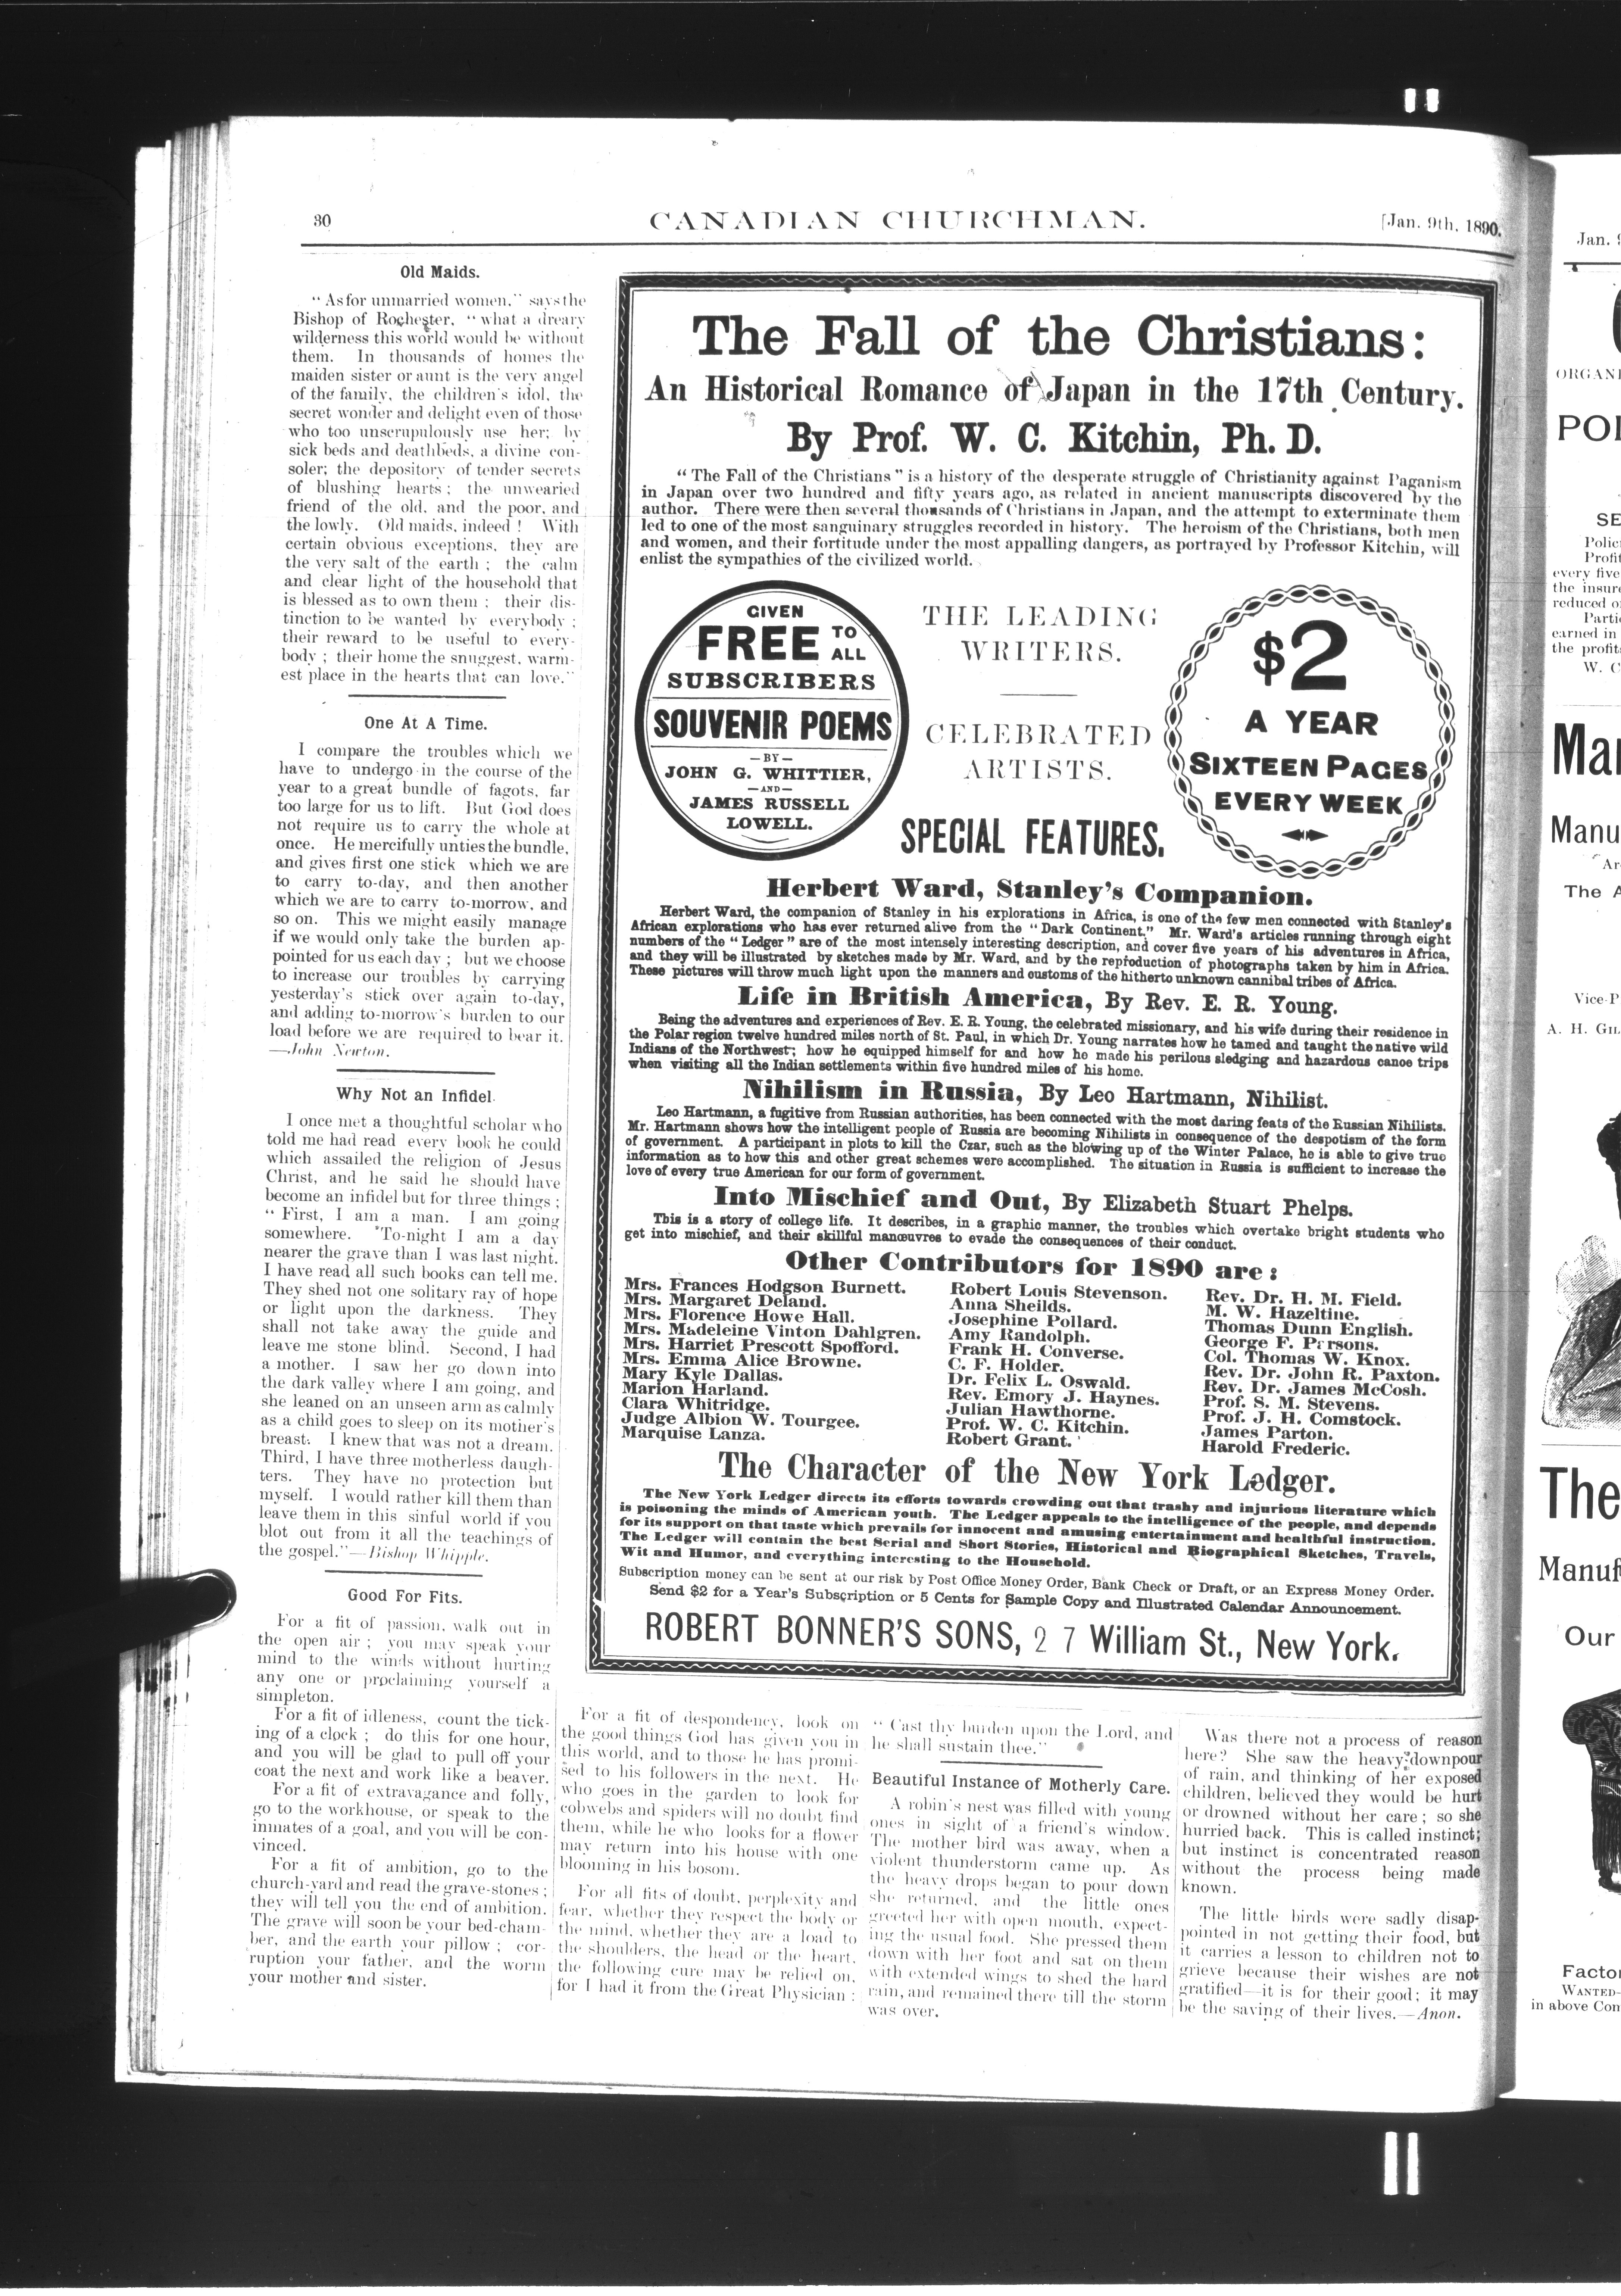 30
CANADIAN CHURCHMAN.
[Jan. 9th, 1890.
Old Maids.
" As for unmarried women," says the
Bishop of Rochester, " what a dreary
wilderness this world would be without
them. In thousands of homes the
maiden sister or aunt is the very angel
of the family, the children's idol, the
secret wonder and delight even of those
who too unscrupulously use her; by
sick beds and deathbeds, a divine con-
soler; the depository of tender secrets
of blushing hearts ; the unwearied
friend of the old, and the poor, and
the lowly. Old maids, indeed ! With
certain obvious exceptions, they are
the very salt of the earth ; the calm
and clear light of the household that
is blessed as to own them ; their dis-
tinction to be wanted by everybody ;
their reward to be useful to every-
body ; their home the snuggest, warm-
est place in the hearts that can love."
One At A Time.
I compare the troubles which we
have to undergo in the course of the
year to a great bundle of fagots, far
too large for us to lift. But God does
not require us to carry the whole at
once. He mercifully unties the bundle,
and gives first one stick which we are
to carry to-day, and then another
which we are to carry to-morrow, and
so on. This we might easily manage
if we would only take the burden ap-
pointed for us each day ; but we choose
to increase our troubles by carrying
yesterday's stick over again to-day,
and adding to-morrow's burden to our
load before we are required to bear it.
—John Newton.
Why Not an Infidel
I once met a thoughtful scholar who
told me had read every book he could
which assailed the religion of Jesus
Christ, and he said he should have
become an infidel but for three things ;
" First, I am a man. I am going
somewhere. To-night I am a day
nearer the grave than I was last night.
I have read all such books can tell me.
They shed not one solitary ray of hope
or light upon the darkness. They
shall not take away the guide and
leave me stone blind. Second, I had
a mother. I saw her go down into
the dark valley where I am going, and
she leaned on an unseen arm as calmly
as a child goes to sleep on its mother's
breast. I knew that was not a dream.
Third, I have three motherless daugh-
ters. They have no protection but
myself. I would rather kill them than
leave them in this sinful world if you
blot out from it all the teachings of
the gospel."—Bishop Whipple.
Good For Fits.
For a fit of passion, walk out in
the open air ; you may speak your
mind to the winds without hurting
any one or proclaiming yourself a
simpleton.
For a fit of idleness, count the tick-
ing of a clock ; do this for one hour,
and you will be glad to pull off your
coat the next and work like a beaver.
For a fit of extravagance and folly,
go to the workhouse, or speak to the
inmates of a goal, and you will be con-
vinced.
For a fit of ambition, go to the
church-yard and read the grave-stones ;
they will tell you the end of ambition.
The grave will soon be your bed-cham-
ber, and the earth your pillow ; cor-
ruption your father, and the worm
your mother and sister.
The Fall of the Christians:
An Historical Romance of Japan in the 17th Century.
By Prof. W. C. Kitchin, Ph. D.
" The Fall of the Christians " is a history of the desperate struggle of Christianity against Paganism
in Japan over two hundred and fifty years ago, as related in ancient manuscripts discovered by the
author. There were then several thousands of Christians in Japan, and the attempt to exterminate them
led to one of the most sanguinary struggles recorded in history. The heroism of the Christians, both men
and women, and their fortitude under the most appalling dangers, as portrayed by Professor Kitchin, will
enlist the sympathies of the civilized world.
GIVEN
FREE TO ALL
SUBSCRIBERS
SOUVENIR POEMS
—BY—
JOHN G. WHITTIER,
—AND—
JAMES RUSSELL
LOWELL.
THE LEADING
WRITERS.
CELEBRATED
ARTISTS.
SPECIAL FEATURES.
$2
A YEAR
SIXTEEN PAGES
EVERY WEEK
Herbert Ward, Stanley's Companion.
Herbert Ward, the companion of Stanley in his explorations in Africa, is one of the few men connected with Stanley's
African explorations who has ever returned alive from the " Dark Continent." Mr. Ward's articles running through eight
numbers of the " Ledger " are of the most intensely interesting description, and cover five years of his adventures in Africa,
and they will be illustrated by sketches made by Mr. Ward, and by the reproduction of photographs taken by him in Africa.
These pictures will throw much light upon the manners and customs of the hitherto unknown cannibal tribes of Africa.
Life in British America, By Rev. E. R. Young.
Being the adventures and experiences of Rev. E. R. Young, the celebrated missionary, and his wife during their residence in
the Polar region twelve hundred miles north of St. Paul, in which Dr. Young narrates how he tamed and taught the native wild
Indians of the Northwest; how he equipped himself for and how he made his perilous sledging and hazardous canoe trips
when visiting all the Indian settlements within five hundred miles of his home.
Nihilism in Russia, By Leo Hartmann, Nihilist.
Leo Hartmann, a fugitive from Russian authorities, has been connected with the most daring feats of the Russian Nihilists.
Mr. Hartmann shows how the intelligent people of Russia are becoming Nihilists in consequence of the despotism of the form
of government. A participant in plots to kill the Czar, such as the blowing up of the Winter Palace, he is able to give true
information as to how this and other great schemes were accomplished. The situation in Russia is sufficient to increase the
love of every true American for our form of government.
Into Mischief and Out, By Elizabeth Stuart Phelps.
This is a story of college life. It describes, in a graphic manner, the troubles which overtake bright students who
get into mischief, and their skillful manœuvres to evade the consequences of their conduct.
Other Contributors for 1890 are :
Mrs. Frances Hodgson Burnett.
Mrs. Margaret Deland.
Mrs. Florence Howe Hall.
Mrs. Madeleine Vinton Dahlgren.
Mrs. Harriet Prescott Spofford.
Mrs. Emma Alice Browne.
Mary Kyle Dallas.
Marion Harland.
Clara Whitridge.
Judge Albion W. Tourgee.
Marquise Lanza.
Robert Louis Stevenson.
Anna Sheilds.
Josephine Pollard.
Amy Randolph.
Frank H. Converse.
C. F. Holder.
Dr. Felix L. Oswald.
Rev. Emory J. Haynes.
Julian Hawthorne.
Prof. W. C. Kitchin.
Robert Grant.
Rev. Dr. H. M. Field.
M. W. Hazeltine.
Thomas Dunn English.
George F. Parsons.
Col. Thomas W. Knox.
Rev. Dr. John R. Paxton.
Rev. Dr. James McCosh.
Prof. S. M. Stevens.
Prof. J. H. Comstock.
James Parton.
Harold Frederic.
The Character of the New York Ledger.
The New York Ledger directs its efforts towards crowding out that trashy and injurious literature which
is poisoning the minds of American youth. The Ledger appeals to the intelligence of the people, and depends
for its support on that taste which prevails for innocent and amusing entertainment and healthful instruction.
The Ledger will contain the best Serial and Short Stories, Historical and Biographical Sketches, Travels,
Wit and Humor, and everything interesting to the Household.
Subscription money can be sent at our risk by Post Office Money Order, Bank Check or Draft, or an Express Money Order.
Send $2 for a Year's Subscription or 5 Cents for Sample Copy and Illustrated Calendar Announcement.
ROBERT BONNER'S SONS, 2 7 William St., New York.
For a fit of despondency, look on
the good things God has given you in
this world, and to those he has promi-
sed to his followers in the next. He
who goes in the garden to look for
cobwebs and spiders will no doubt find
them, while he who looks for a flower
may return into his house with one
blooming in his bosom.
For all fits of doubt, perplexity and
fear, whether they respect the body or
the mind, whether they are a load to
the shoulders, the head or the heart,
the following cure may be relied on,
for I had it from the Great Physician :
" Cast thy burden upon the Lord, and
he shall sustain thee."
Beautiful Instance of Motherly Care.
A robin's nest was filled with young
ones in sight of a friend's window.
The mother bird was away, when a
violent thunderstorm came up. As
the heavy drops began to pour down
she returned, and the little ones
greeted her with open mouth, expect-
ing the usual food. She pressed them
down with her foot and sat on them
with extended wings to shed the hard
rain, and remained there till the storm
was over.
Was there not a process of reason
here? She saw the heavy downpour
of rain, and thinking of her exposed
children, believed they would be hurt
or drowned without her care ; so she
hurried back. This is called instinct;
but instinct is concentrated reason
without the process being made
known.
The little birds were sadly disap-
pointed in not getting their food, but
it carries a lesson to children not to
grieve because their wishes are not
gratified—it is for their good ; it may
be the saving of their lives.—Anon.
Jan.
ORGANI
POI
SE
Polic
Profit
every five
the insur
reduced o
Parti
earned in
the profit
W. C
Mar
Manu
Ar
The A
Vice-P
A. H. GIL
The
Manuf
Our
Factor
WANTED-
in above Con